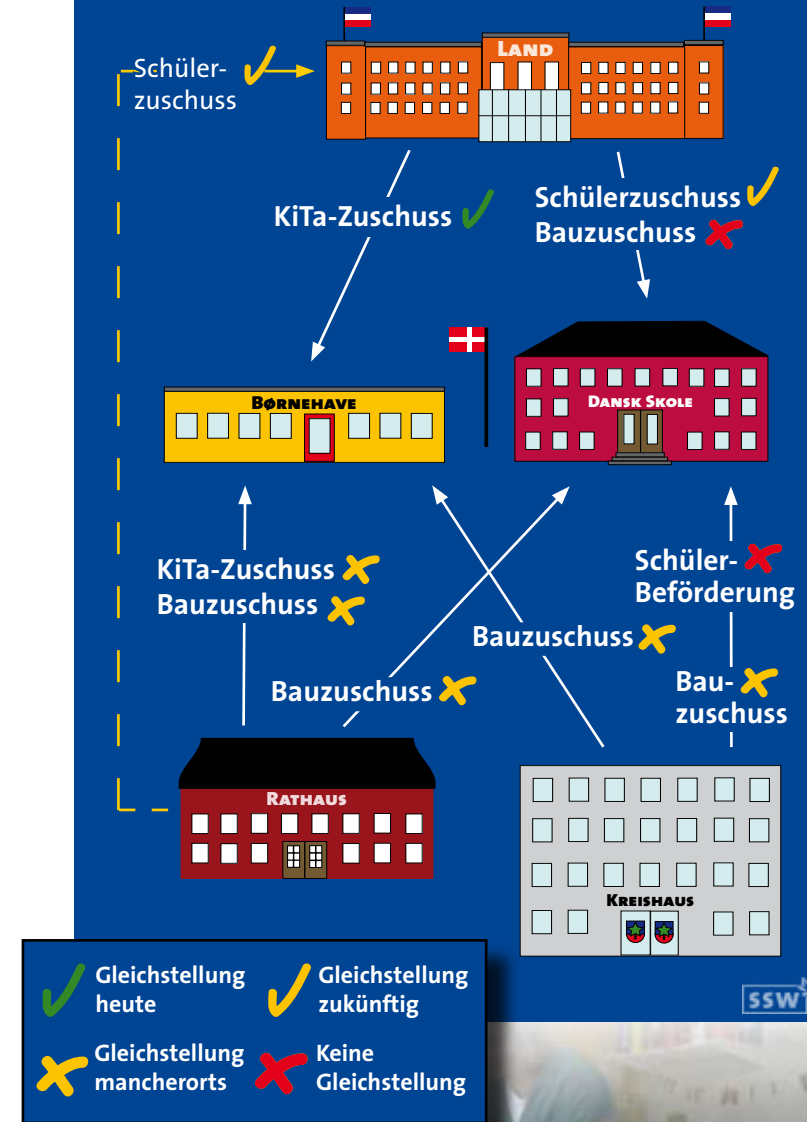 LAND
Schüler-
zuschuss
KiTa-Zuschuss
Schülerzuschuss
Bauzuschuss
BØRNEHAVE
DANSK SKOLE
KiTa-Zuschuss
Bauzuschuss
Schüler-
Beförderung
Bauzuschuss
Bauzuschuss
Bau-
zuschuss
RATHAUS
KREISHAUS
Gleichstellung
heute
Gleichstellung
zukünftig
Gleichstellung
mancherorts
Keine
Gleichstellung
SSW